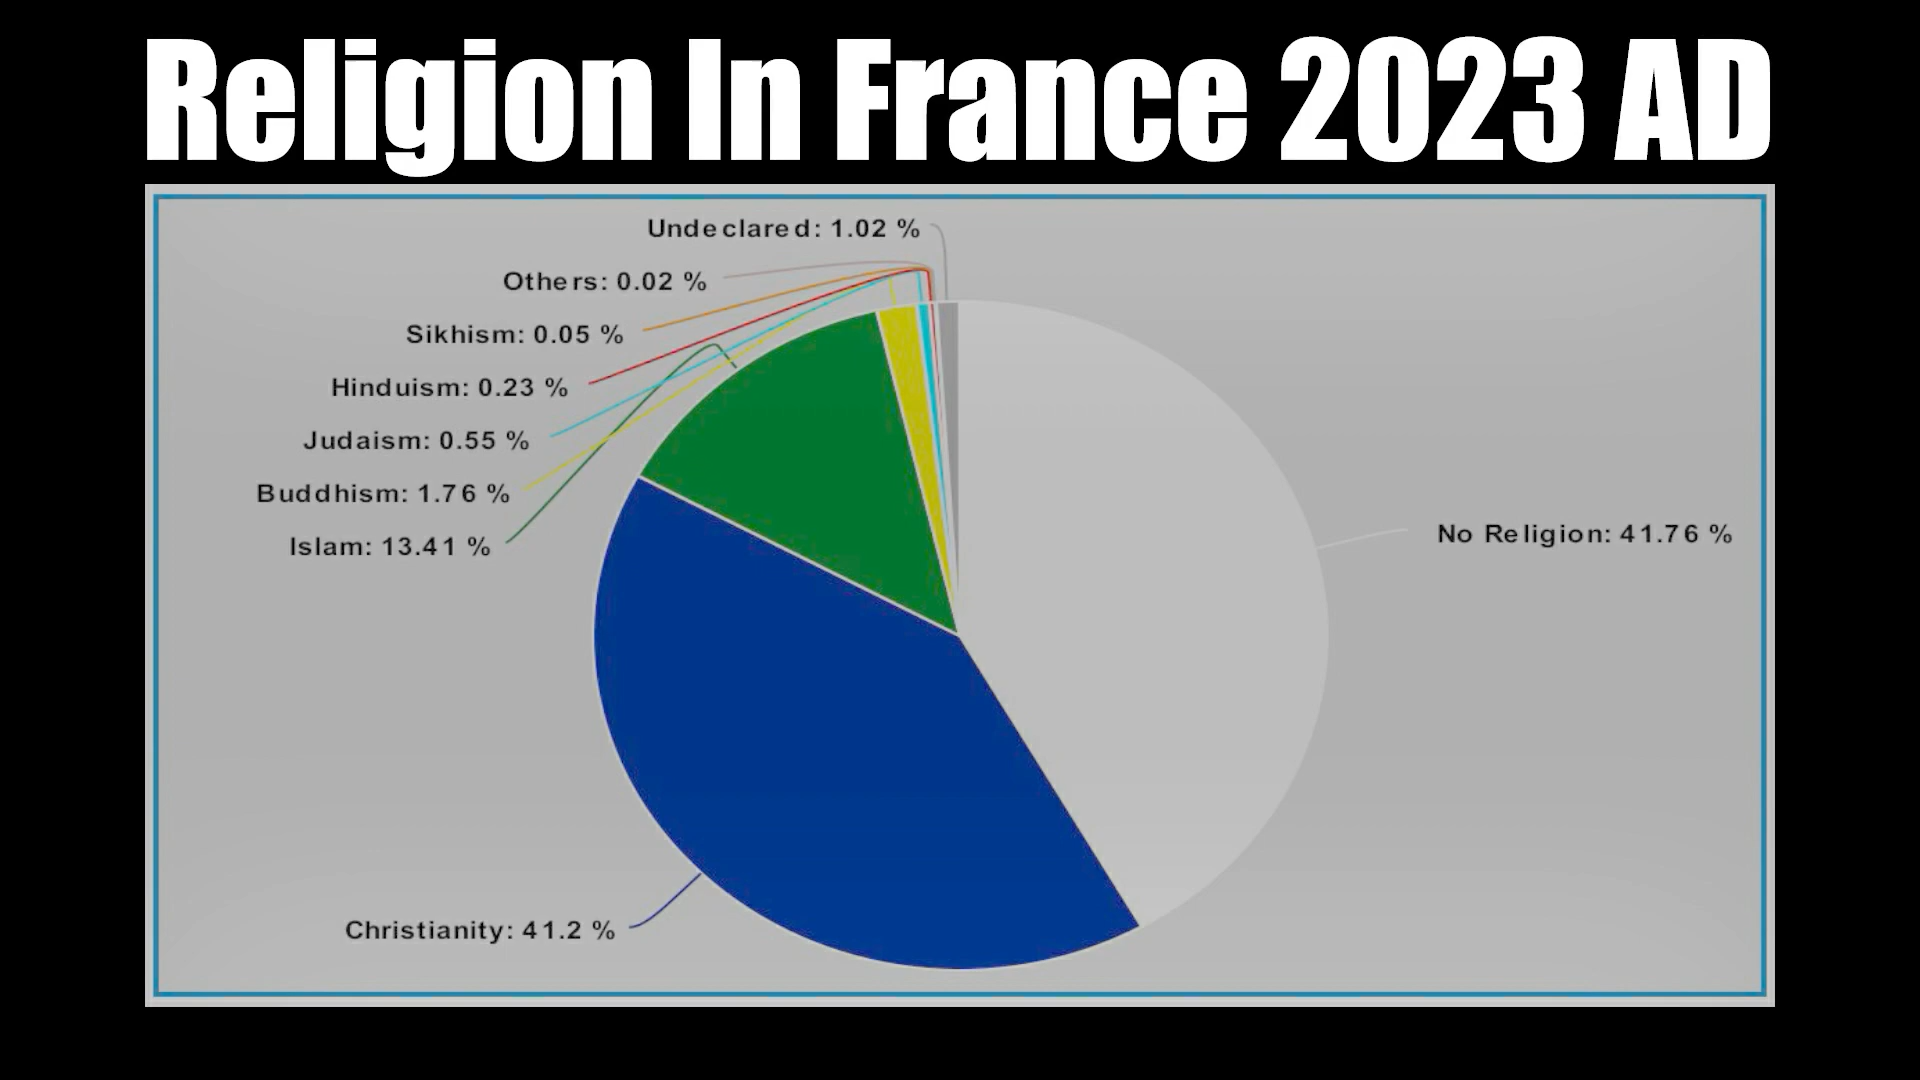 Religion In France 2023 AD
Undeclared: 1.02 %
Others: 0.02 %
Sikhism: 0.05 %
Hinduism: 0.23 %
Judaism: 0.55 %
Buddhism: 1.76 %
Islam: 13.41 %
No Religion: 41.76 %
Christianity: 41.2 %